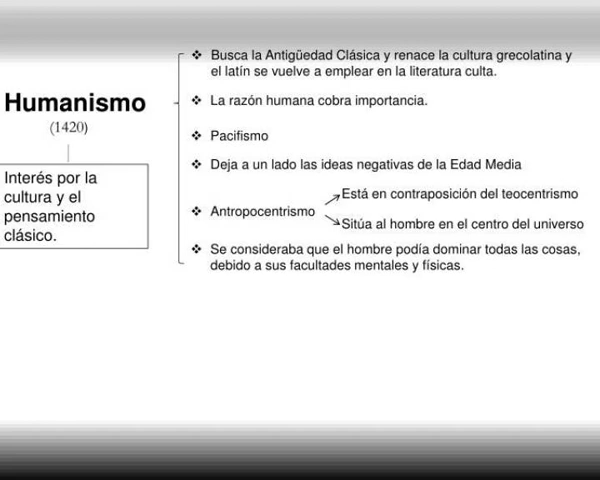 Humanismo
(1420)
Interés por la
cultura y el
pensamiento
clásico.
❖ Busca la Antigüedad Clásica y renace la cultura grecolatina y
el latín se vuelve a emplear en la literatura culta.
❖ La razón humana cobra importancia.
❖ Pacifismo
❖ Deja a un lado las ideas negativas de la Edad Media
❖ Antropocentrismo
Está en contraposición del teocentrismo
Sitúa al hombre en el centro del universo
❖ Se consideraba que el hombre podía dominar todas las cosas,
debido a sus facultades mentales y físicas.